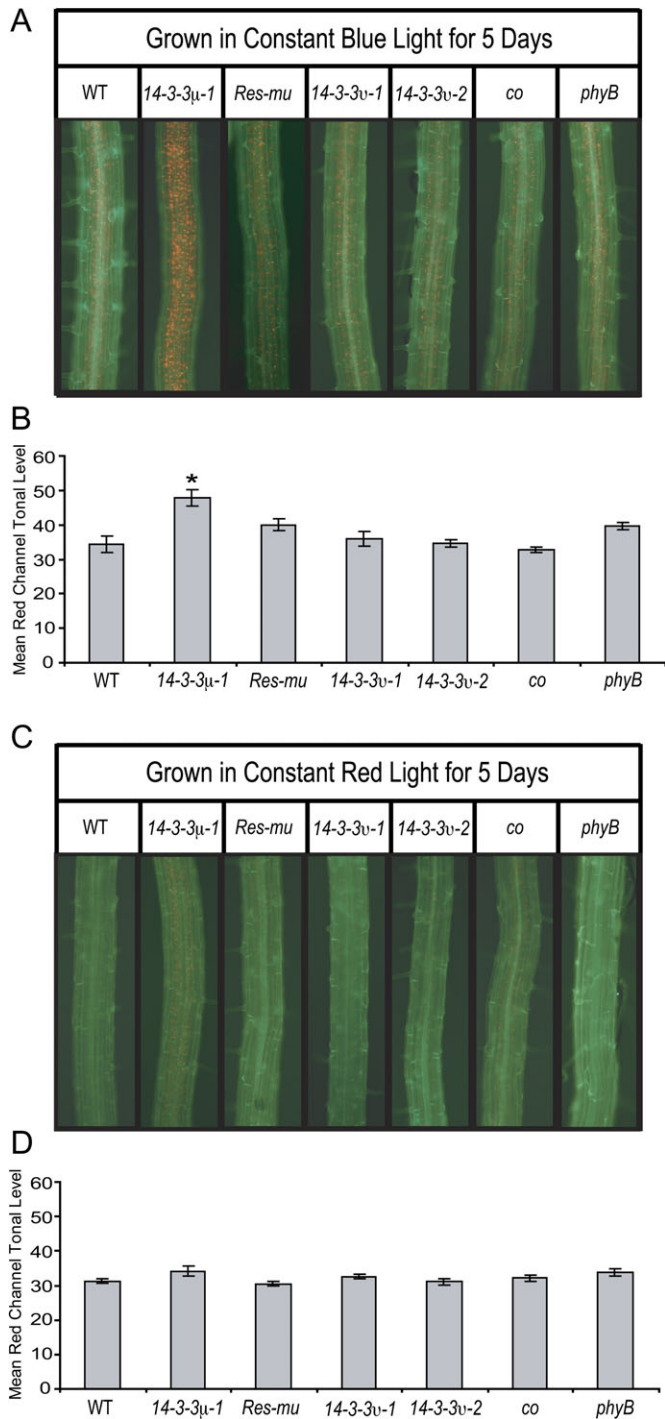 A
Grown in Constant Blue Light for 5 Days
WT 14-3-3μ-1 Res-mu 14-3-3υ-1 14-3-3υ-2 co phyB
B
Mean Red Channel Tonal Level
60
50
40
30
20
10
0
*
WT 14-3-3μ-1 Res-mu 14-3-3υ-1 14-3-3υ-2 co phyB
C
Grown in Constant Red Light for 5 Days
WT 14-3-3μ-1 Res-mu 14-3-3υ-1 14-3-3υ-2 co phyB
D
Mean Red Channel Tonal Level
60
50
40
30
20
10
0
WT 14-3-3μ-1 Res-mu 14-3-3υ-1 14-3-3υ-2 co phyB